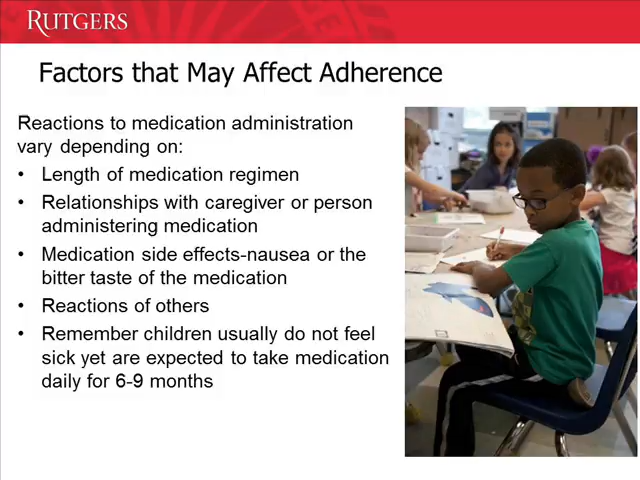 RUTGERS
Factors that May Affect Adherence
Reactions to medication administration
vary depending on:
• Length of medication regimen
• Relationships with caregiver or person
administering medication
• Medication side effects-nausea or the
bitter taste of the medication
• Reactions of others
• Remember children usually do not feel
sick yet are expected to take medication
daily for 6-9 months